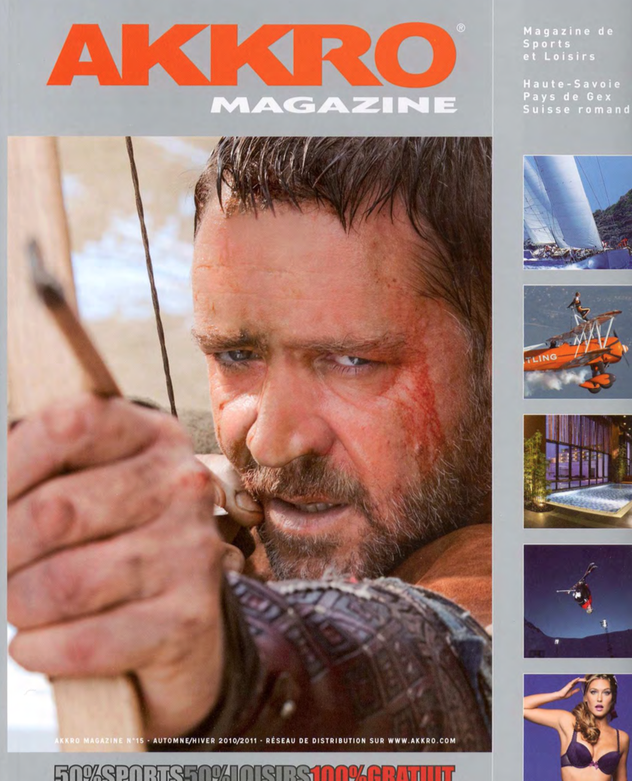 AKKRO®
MAGAZINE
Magazine de
Sports
et Loisirs
Haute-Savoie
Pays de Gex
Suisse romand
TLING
AKKRO MAGAZINE N°15 - AUTOMNE/HIVER 2010/2011 - RÉSEAU DE DISTRIBUTION SUR WWW.AKKRO.COM
50%SPORTS50%LOISIRS100%GRATUIT